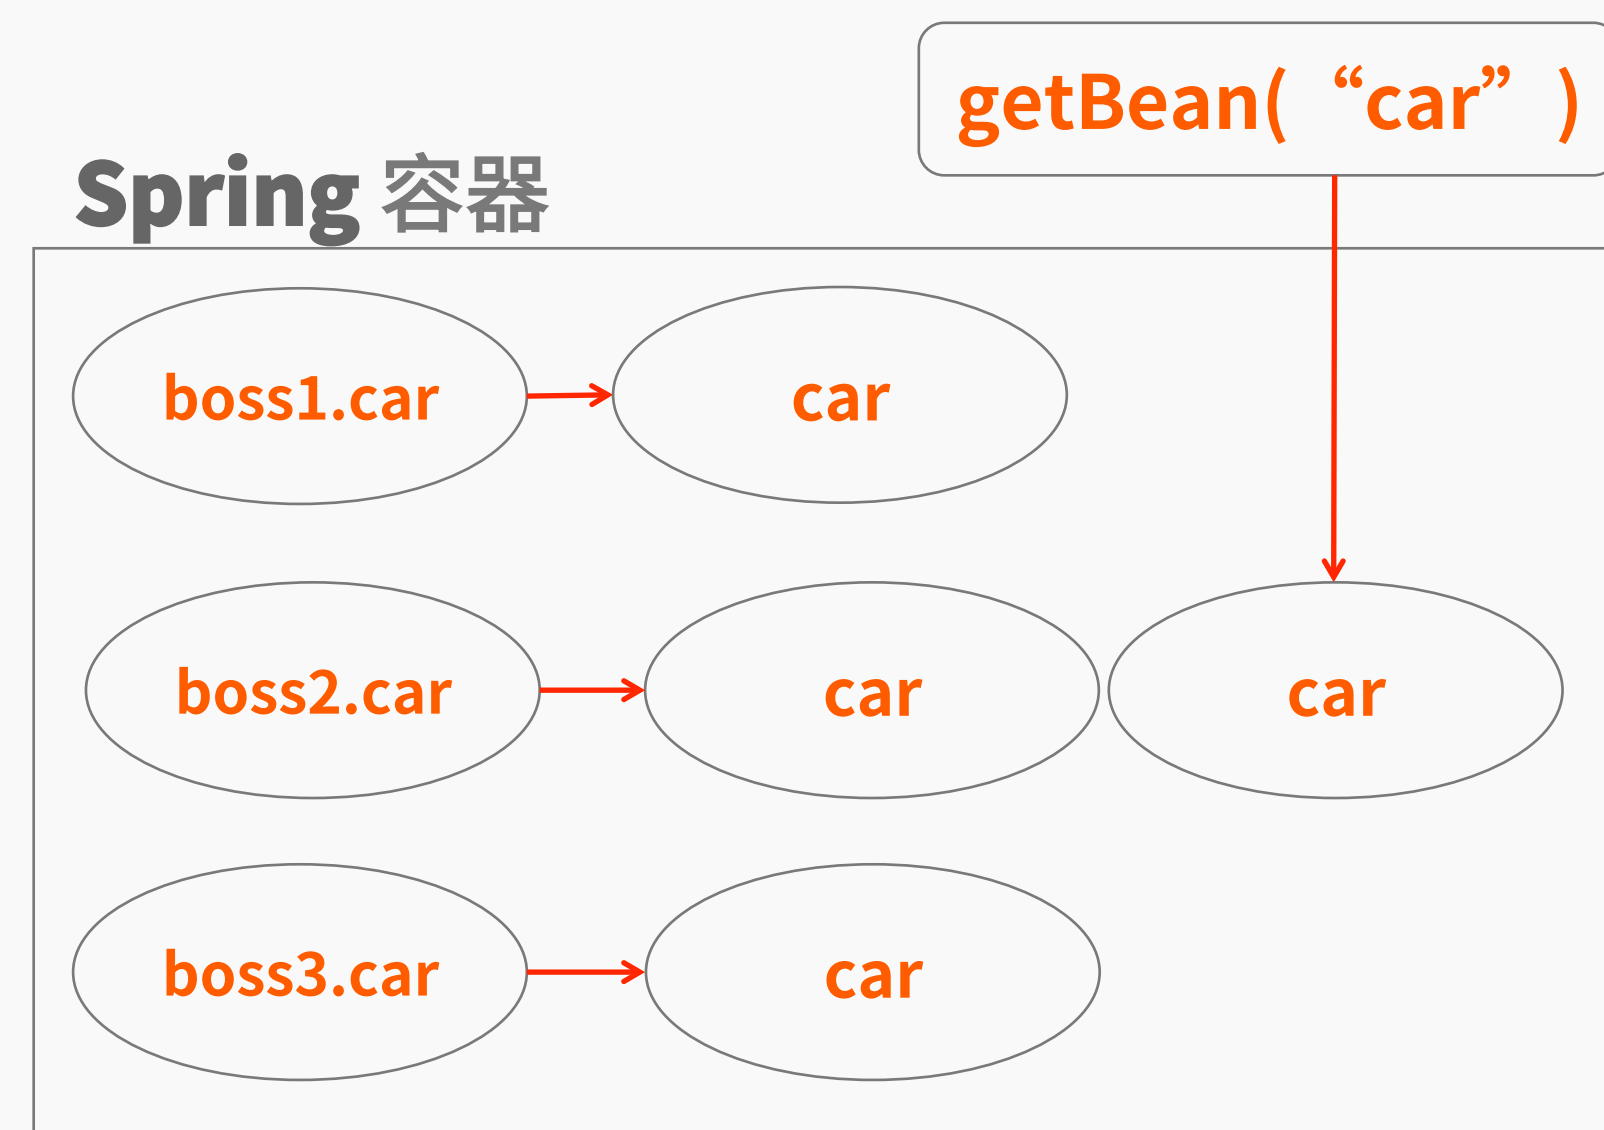 getBean( “car” )
Spring 容器
boss1.car
car
boss2.car
car
car
boss3.car
car